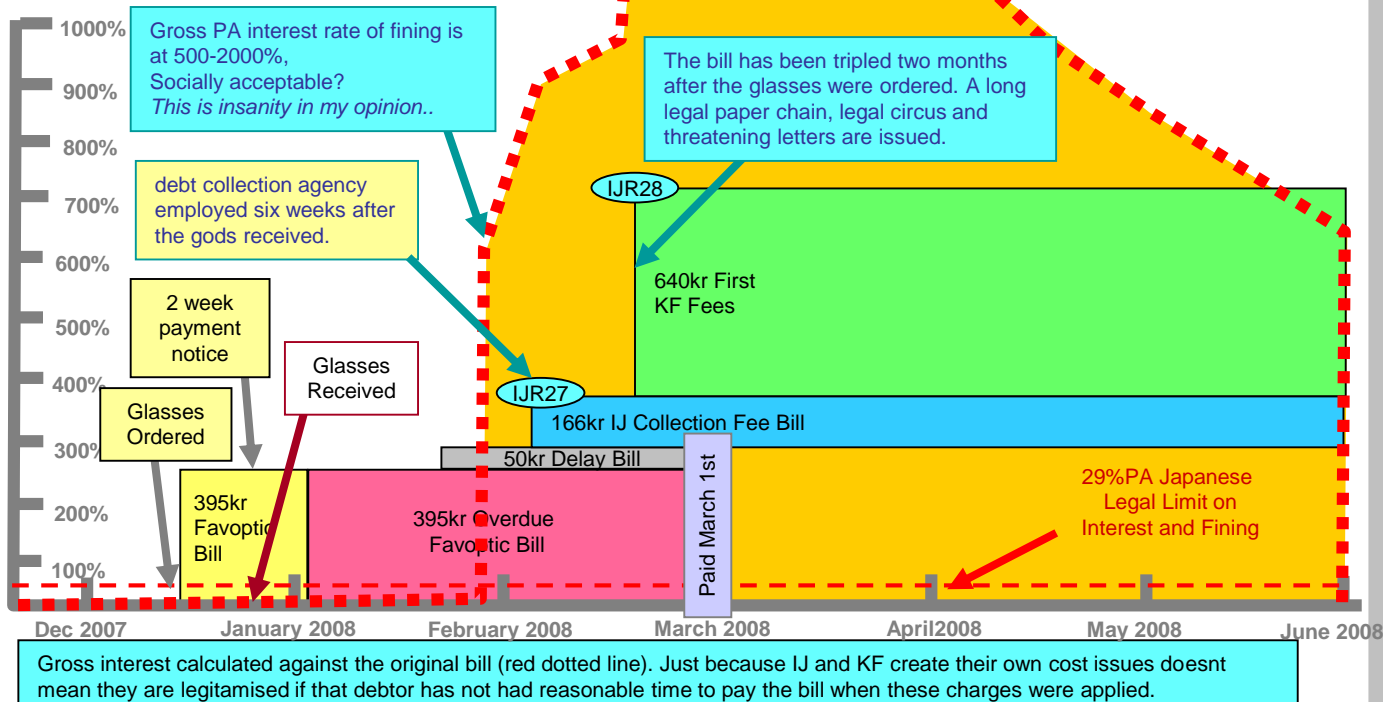 1000%
900%
800%
700%
600%
500%
400%
300%
200%
100%
Gross PA interest rate of fining is
at 500-2000%,
Socially acceptable?
This is insanity in my opinion..
The bill has been tripled two months
after the glasses were ordered. A long
legal paper chain, legal circus and
threatening letters are issued.
debt collection agency
employed six weeks after
the gods received.
IJR28
640kr First
KF Fees
2 week
payment
notice
Glasses
Received
Glasses
Ordered
IJR27
166kr IJ Collection Fee Bill
50kr Delay Bill
395kr
Favoptic
Bill
395kr Overdue
Favoptic Bill
Paid March 1st
29%PA Japanese
Legal Limit on
Interest and Fining
Dec 2007
January 2008
February 2008
March 2008
April2008
May 2008
June 2008
Gross interest calculated against the original bill (red dotted line). Just because IJ and KF create their own cost issues doesnt
mean they are legitamised if that debtor has not had reasonable time to pay the bill when these charges were applied.